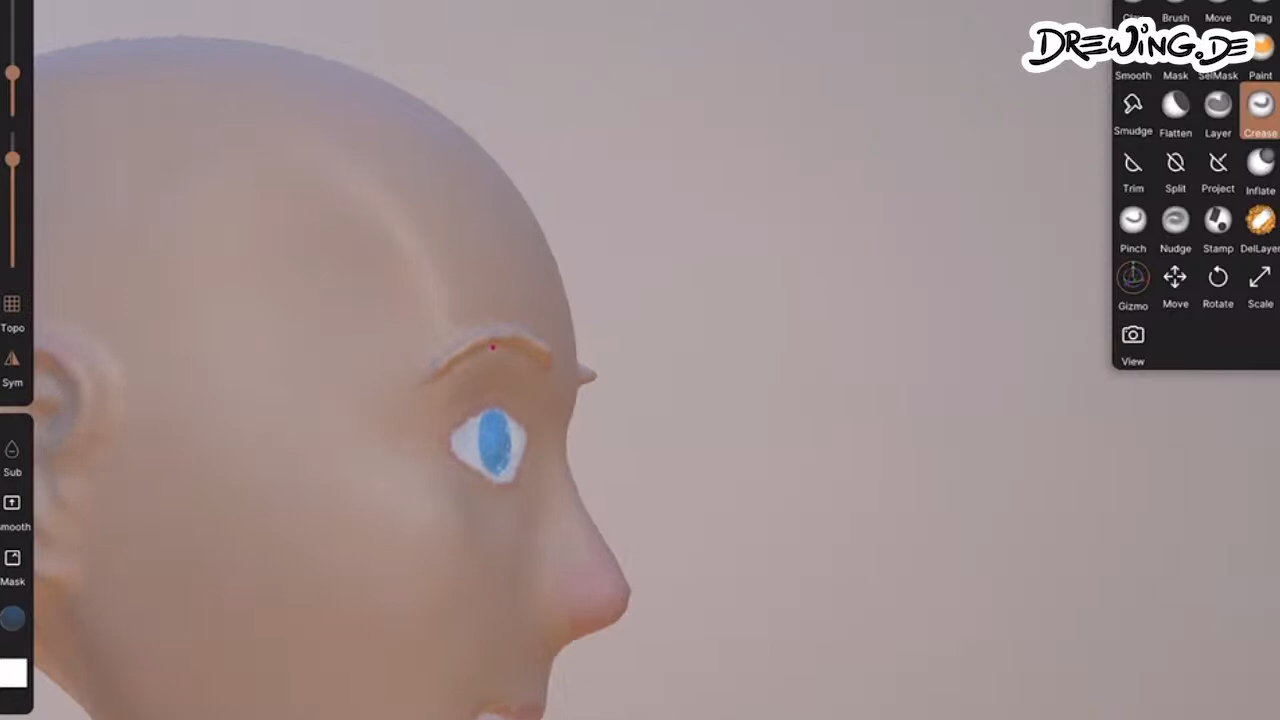 DREWING.DE
Brush Move Drag
Smooth Mask SelMask Paint
Smudge Flatten Layer Crease
Trim Split Project Inflate
Pinch Nudge Stamp DelLayer
Gizmo Move Rotate Scale
View
Topo
Sym
Sub
mooth
Mask